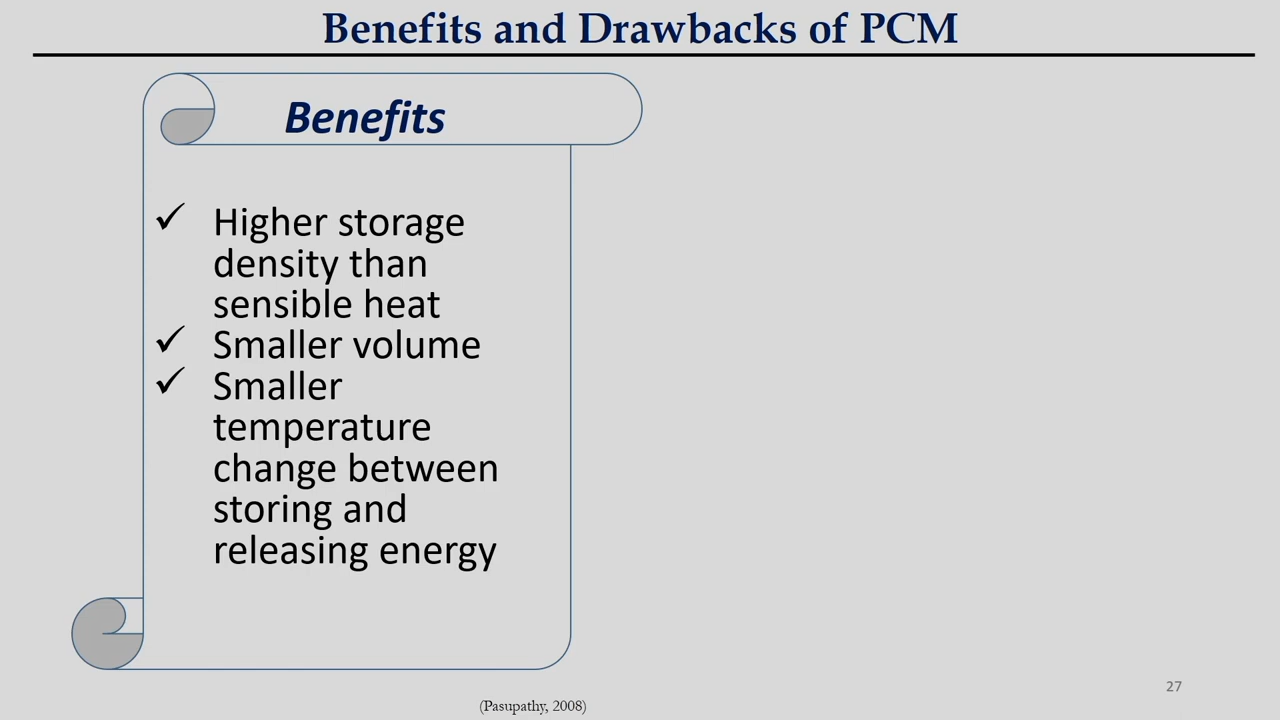 Benefits and Drawbacks of PCM
Benefits
✓ Higher storage
density than
sensible heat
✓ Smaller volume
✓ Smaller
temperature
change between
storing and
releasing energy
(Pasupathy, 2008)
27